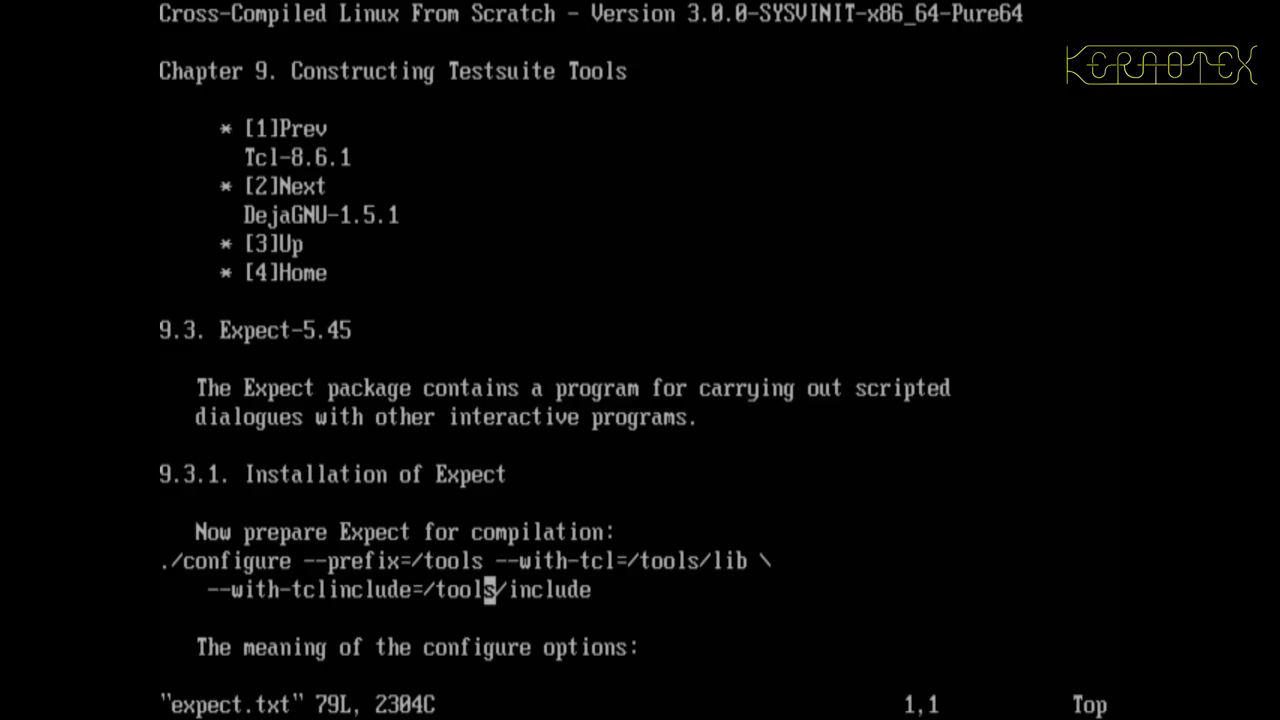 Cross-Compiled Linux From Scratch - Version 3.0.0-SYSVINIT-x86_64-Pure64
KERNOTEX
Chapter 9. Constructing Testsuite Tools
* [1]Prev
Tcl-8.6.1
* [2]Next
DejaGNU-1.5.1
* [3]Up
* [4]Home
9.3. Expect-5.45
The Expect package contains a program for carrying out scripted
dialogues with other interactive programs.
9.3.1. Installation of Expect
Now prepare Expect for compilation:
./configure --prefix=/tools --with-tcl=/tools/lib \
--with-tclinclude=/tools/include
The meaning of the configure options:
"expect.txt" 79L, 2304C 1,1 Top